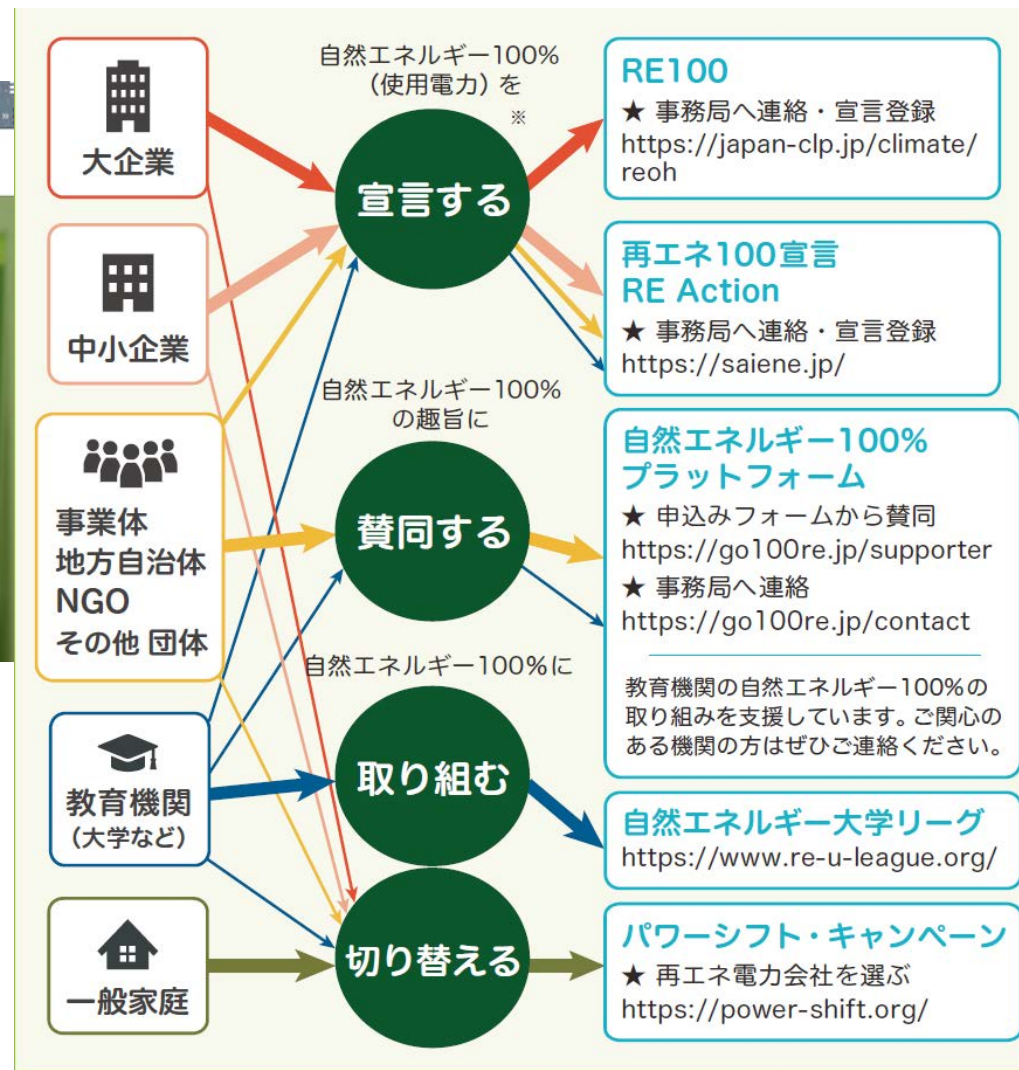 大企業
中小企業
事業体
地方自治体
NGO
その他 団体
教育機関
（大学など）
一般家庭
自然エネルギー100%
（使用電力）を
※
宣言する
自然エネルギー100%
の趣旨に
賛同する
自然エネルギー100%に
取り組む
切り替える
RE100
★ 事務局へ連絡・宣言登録
https://japan-clp.jp/climate/
reoh
再エネ100宣言
RE Action
★ 事務局へ連絡・宣言登録
https://saiene.jp/
自然エネルギー100%
プラットフォーム
★ 申込みフォームから賛同
https://go100re.jp/supporter
★ 事務局へ連絡
https://go100re.jp/contact
教育機関の自然エネルギー100%の
取り組みを支援しています。ご関心の
ある機関の方はぜひご連絡ください。
自然エネルギー大学リーグ
https://www.re-u-league.org/
パワーシフト・キャンペーン
★ 再エネ電力会社を選ぶ
https://power-shift.org/